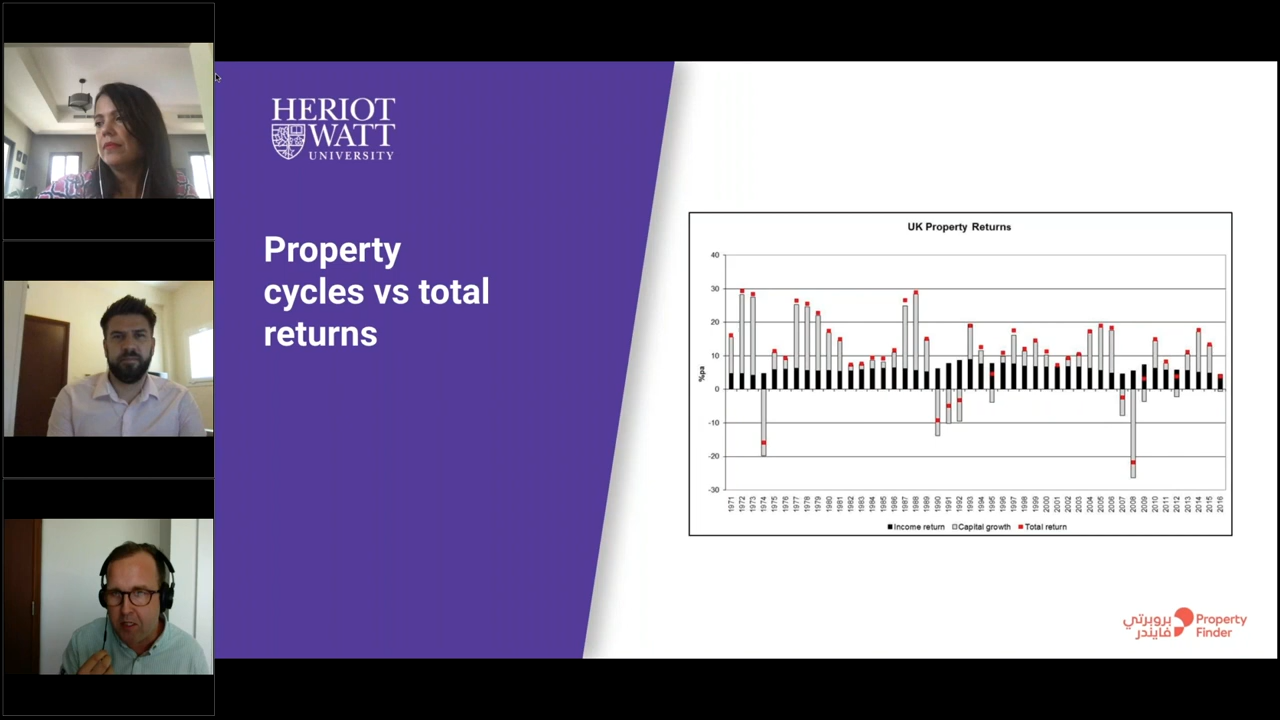 HERIOT
WATT
UNIVERSITY
Property
cycles vs total
returns
UK Property Returns
40
30
20
10
0
-10
-20
-30
%pa
1971 1972 1973 1974 1975 1976 1977 1978 1979 1980 1981 1982 1983 1984 1985 1986 1987 1988 1989 1990 1991 1992 1993 1994 1995 1996 1997 1998 1999 2000 2001 2002 2003 2004 2005 2006 2007 2008 2009 2010 2011 2012 2013 2014 2015 2016
Income return Capital growth Total return
بروبرتي
فايندر
Property
Finder